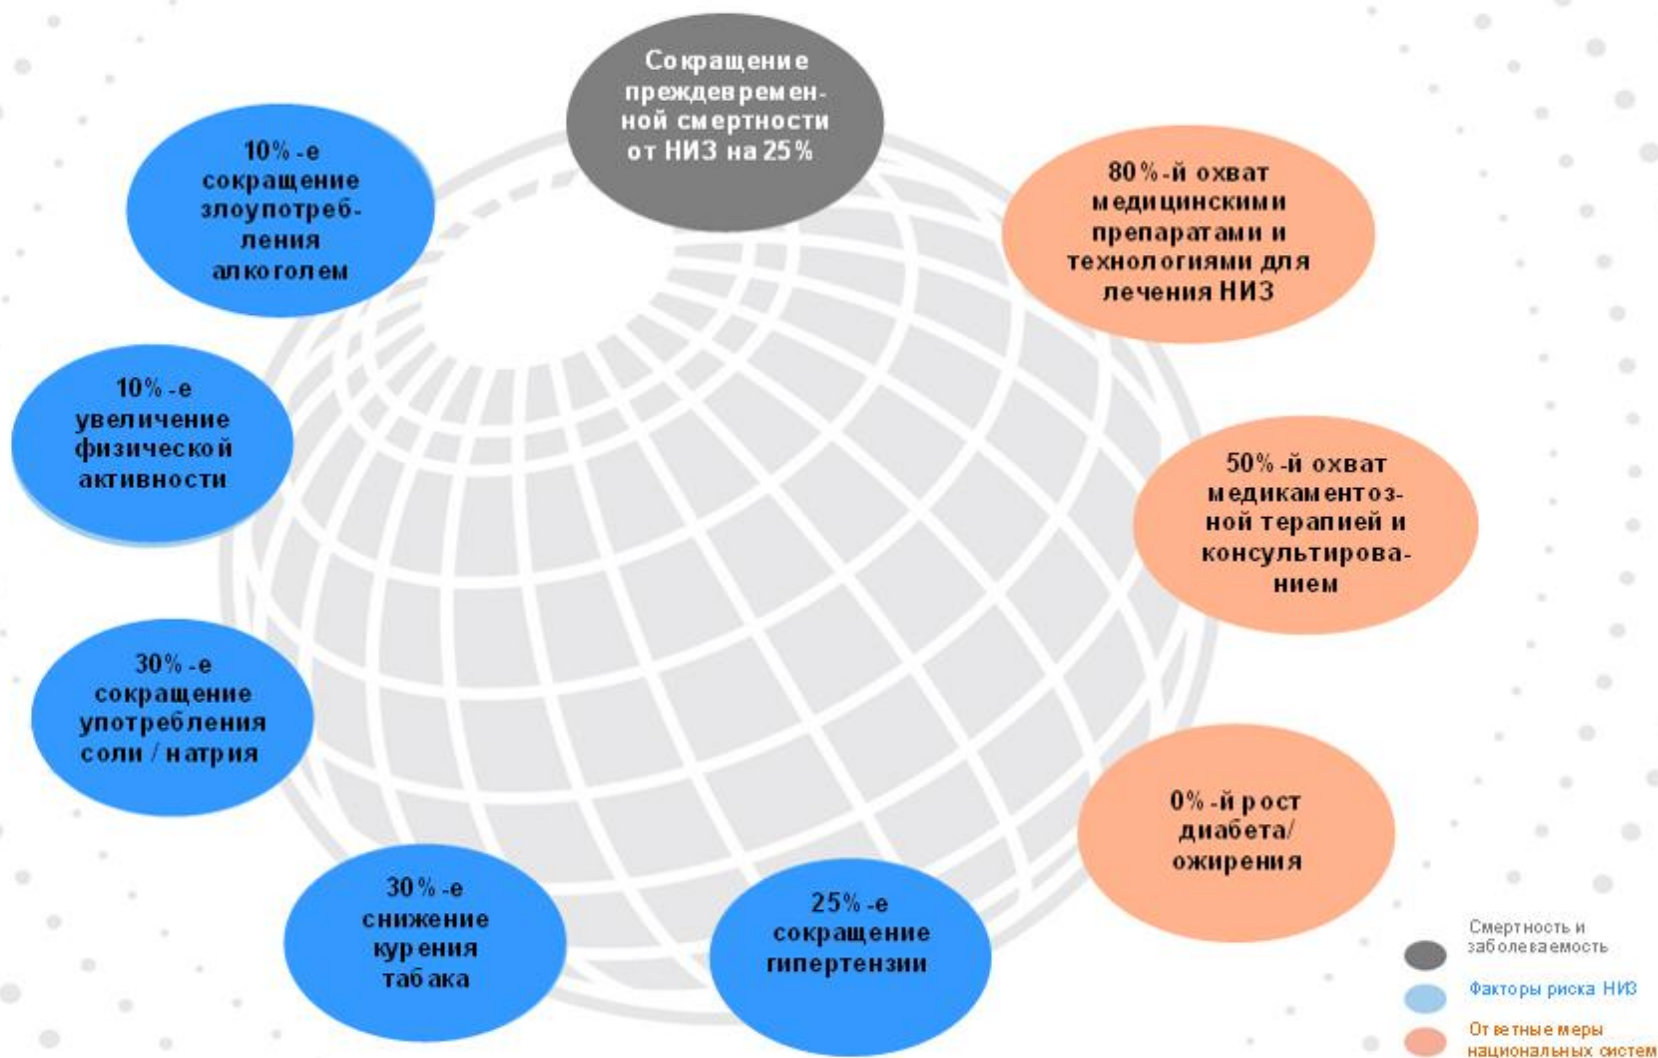 Сокращение
преждевремен-
ной смертности
от НИЗ на 25%
10%-е
сокращение
злоупотреб-
ления
алкоголем
80%-й охват
медицинскими
препаратами и
технологиями для
лечения НИЗ
10%-е
увеличение
физической
активности
50%-й охват
медикаментоз-
ной терапией и
консультирова-
нием
30%-е
сокращение
употребления
соли / натрия
0%-й рост
диабета/
ожирения
30%-е
снижение
курения
табака
25%-е
сокращение
гипертензии
Смертность и
заболеваемость
Факторы риска НИЗ
Ответные меры
национальных систем